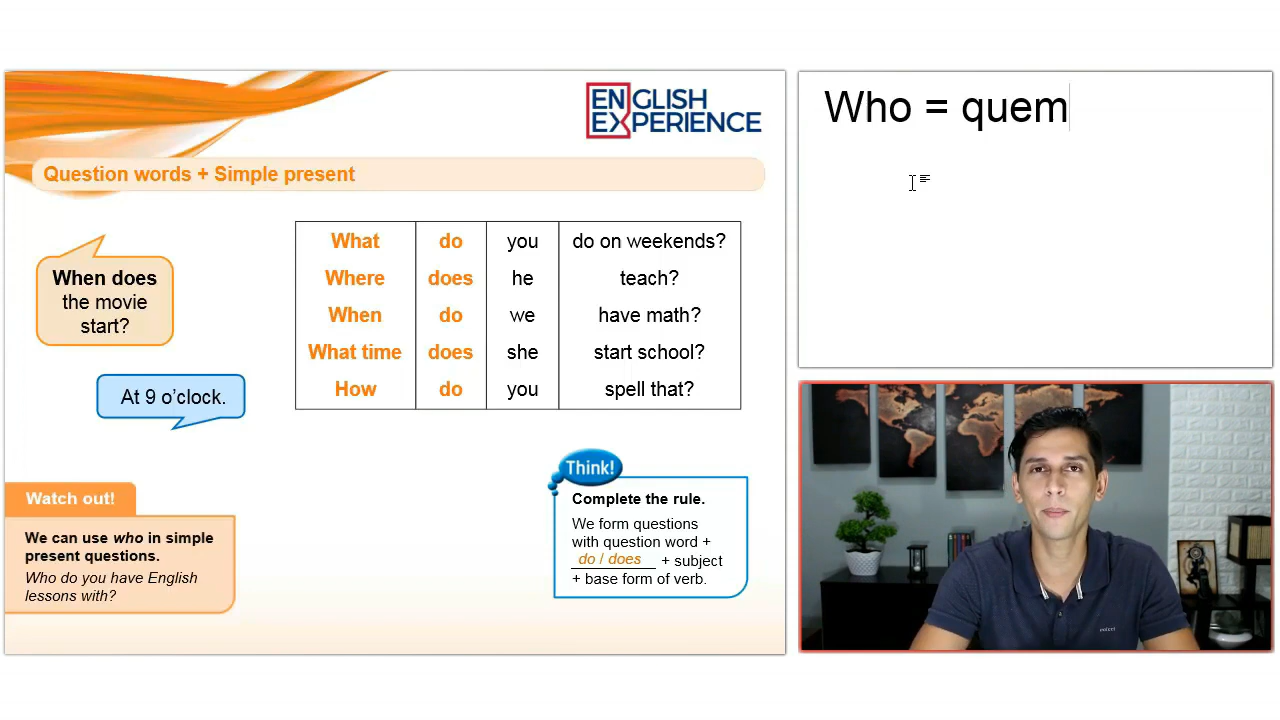 ENGLISH
EXPERIENCE
Question words + Simple present
When does
the movie
start?
At 9 o'clock.
What do you do on weekends?
Where does he teach?
When do we have math?
What time does she start school?
How do you spell that?
Watch out!
We can use who in simple
present questions.
Who do you have English
lessons with?
Think!
Complete the rule.
We form questions
with question word +
do / does + subject
+ base form of verb.
Who = quem